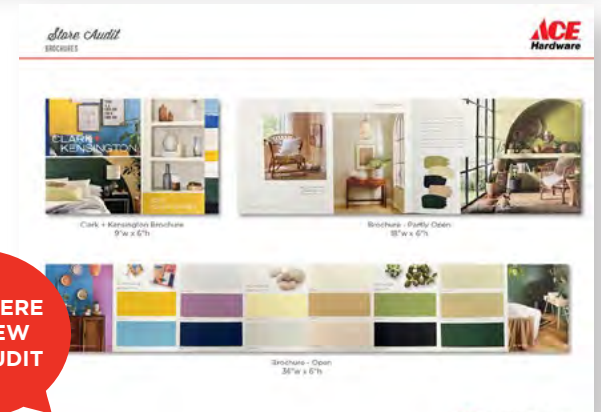 Store Audit
BROCHURES
ACE
Hardware
CLARK+
KENSINGTON
Clark + Kensington Brochure
9"w x 6"h
Brochure - Partly Open
18"w x 6"h
ERE
EW
UDIT
Brochure - Open
36"w x 6"h